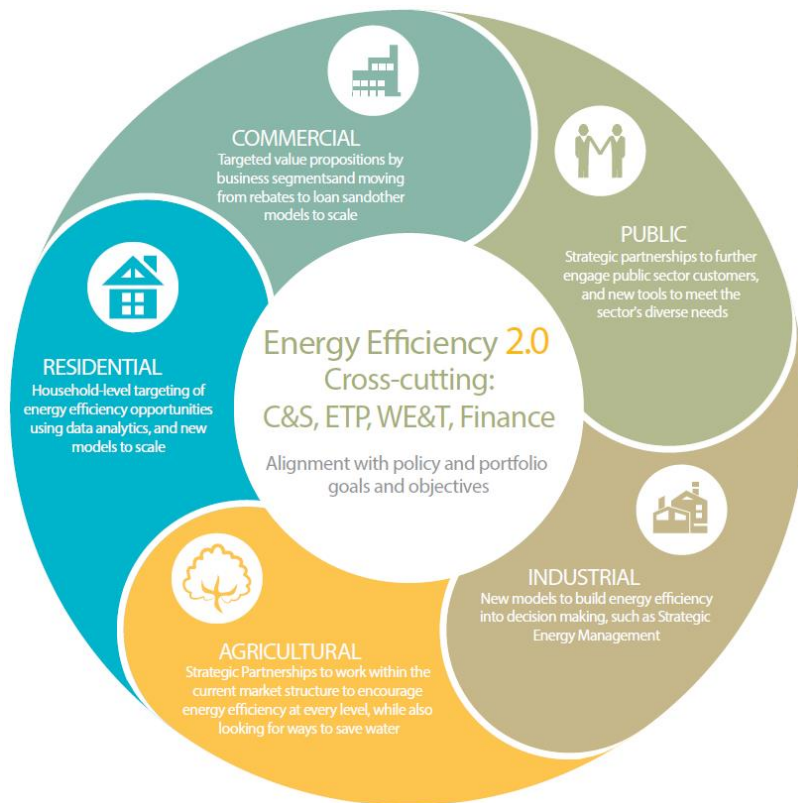 COMMERCIAL
Targeted value propositions by
business segmentsand moving
from rebates to loan sandother
models to scale
PUBLIC
Strategic partnerships to further
engage public sector customers,
and new tools to meet the
sector's diverse needs
RESIDENTIAL
Household-level targeting of
energy efficiency opportunities
using data analytics, and new
models to scale
Energy Efficiency 2.0
Cross-cutting:
C&S, ETP, WE&T, Finance
Alignment with policy and portfolio
goals and objectives
INDUSTRIAL
New models to build energy efficiency
into decision making, such as Strategic
Energy Management
AGRICULTURAL
Strategic Partnerships to work within the
current market structure to encourage
energy efficiency at every level, while also
looking for ways to save water